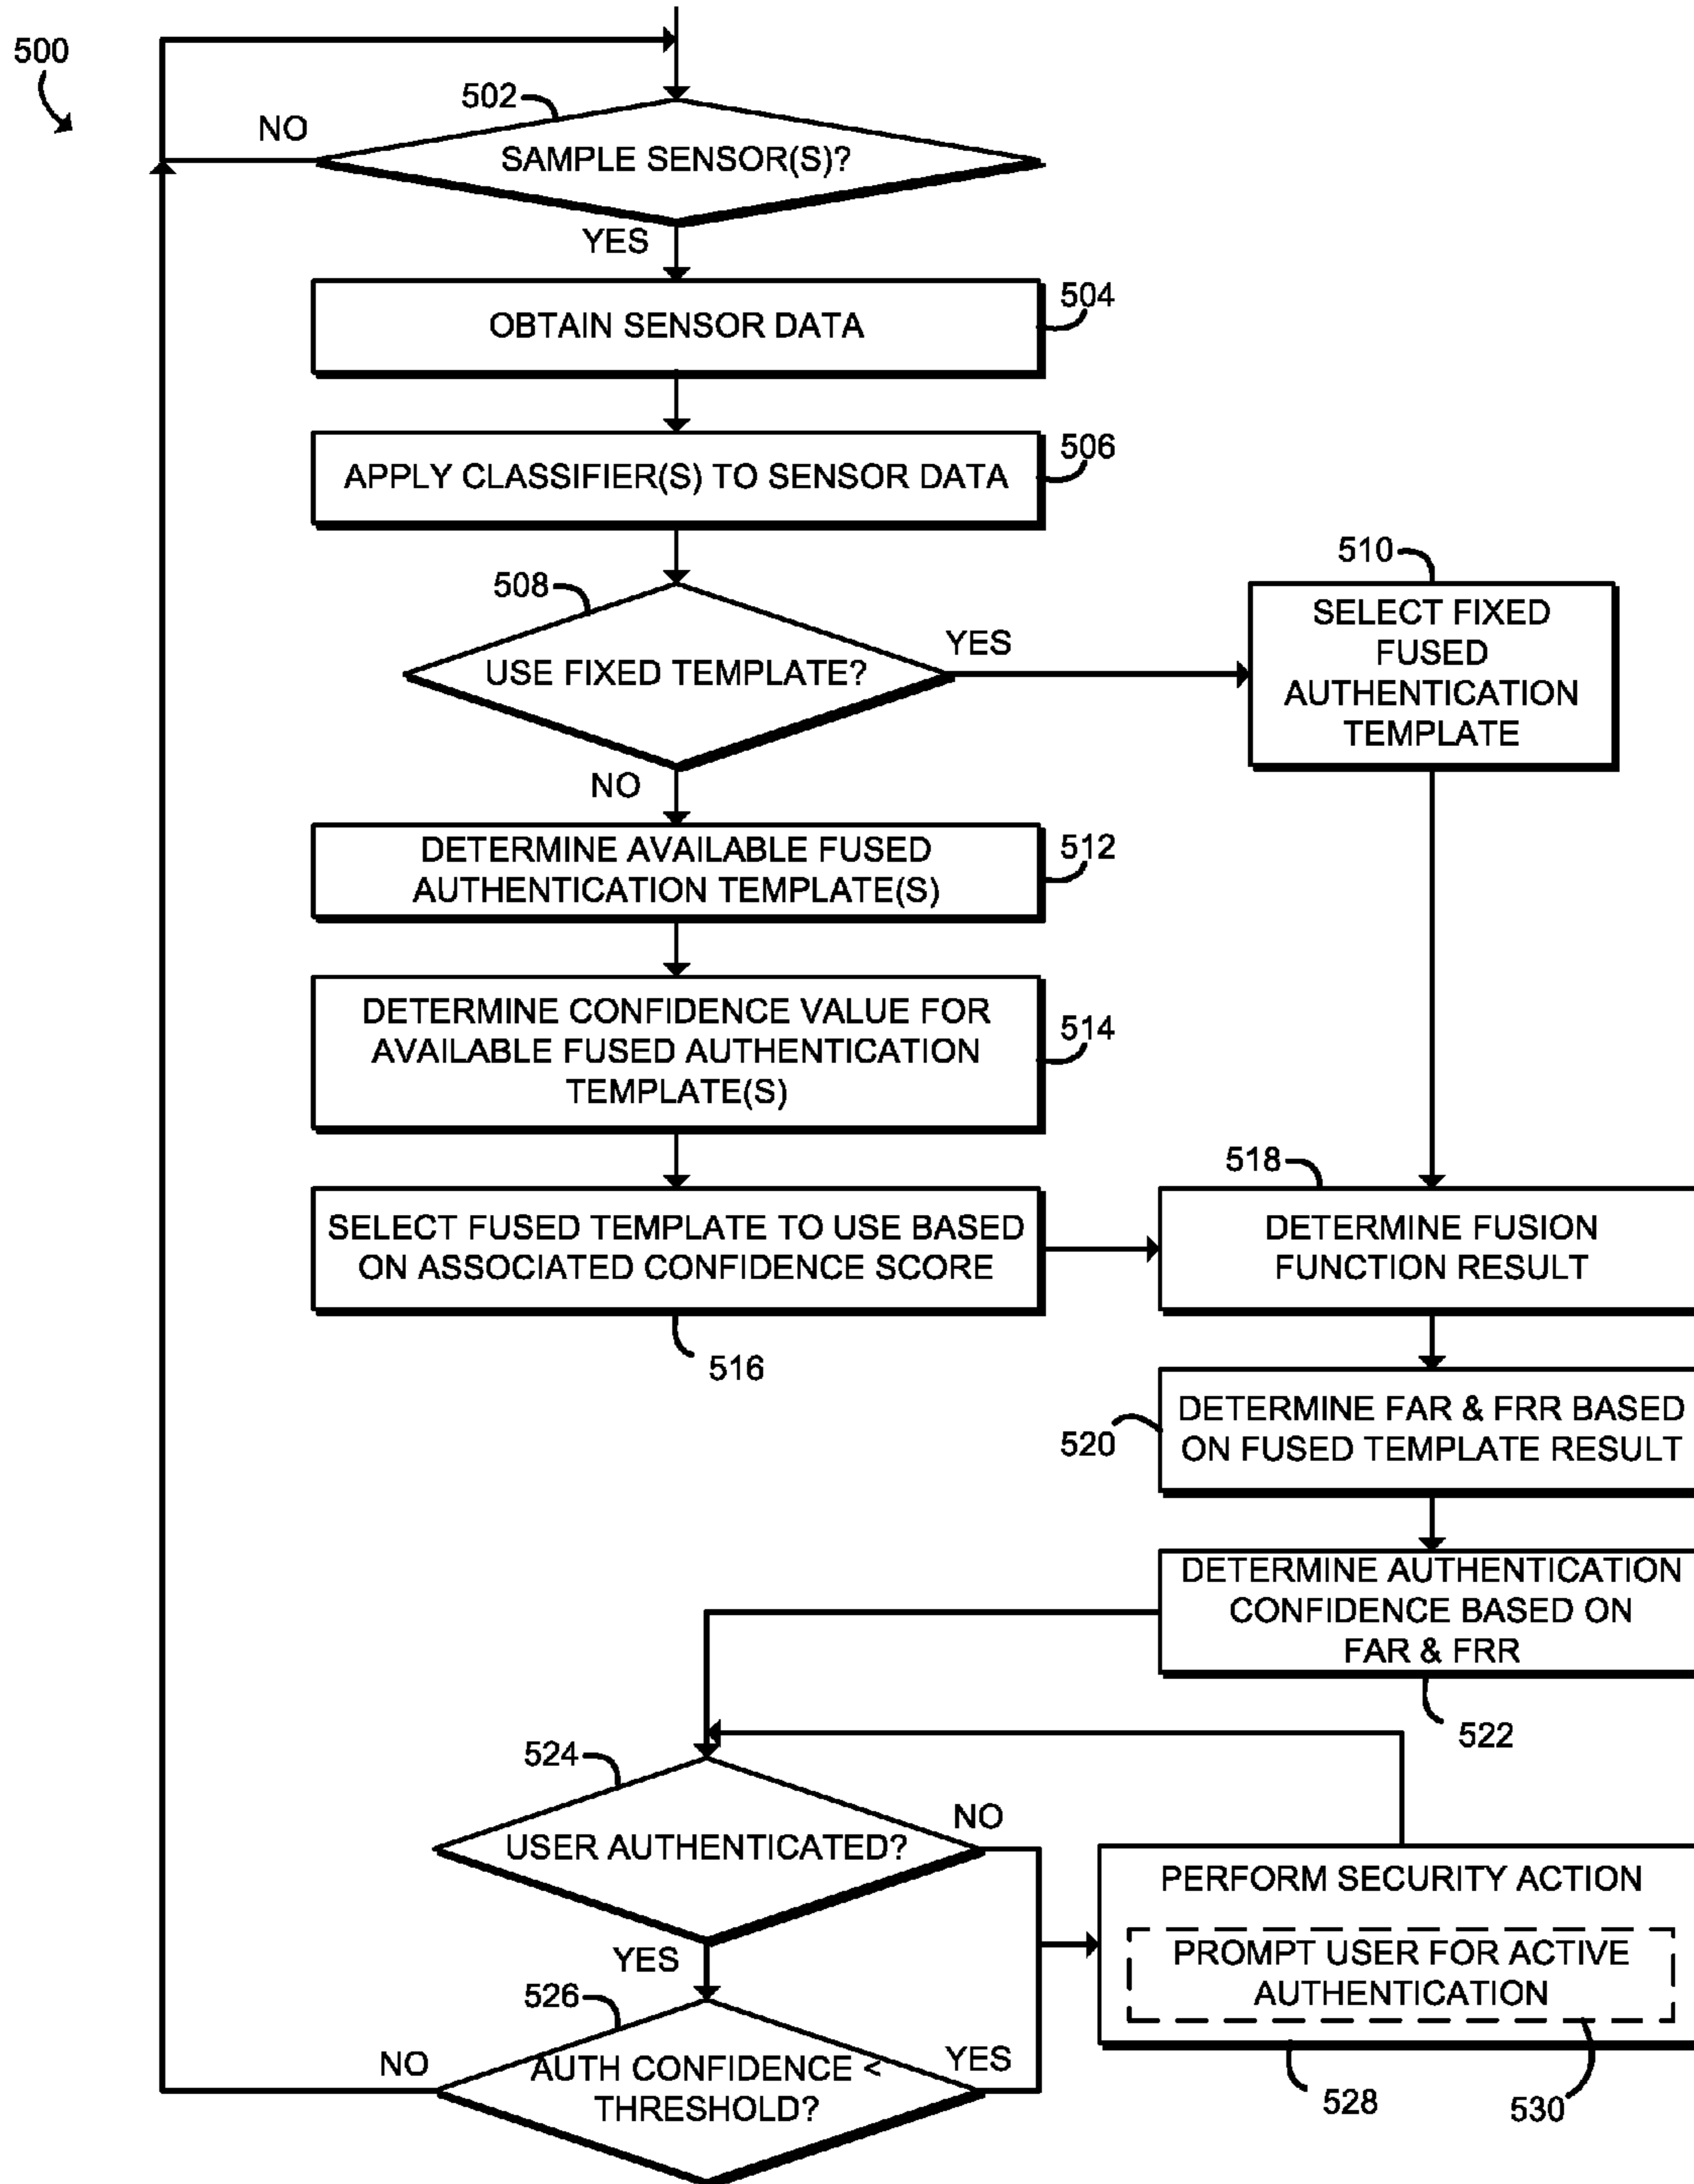 500
502
NO
SAMPLE SENSOR(S)?
YES
504
OBTAIN SENSOR DATA
506
APPLY CLASSIFIER(S) TO SENSOR DATA
508
USE FIXED TEMPLATE?
YES
510
SELECT FIXED
FUSED
AUTHENTICATION
TEMPLATE
NO
512
DETERMINE AVAILABLE FUSED
AUTHENTICATION TEMPLATE(S)
514
DETERMINE CONFIDENCE VALUE FOR
AVAILABLE FUSED AUTHENTICATION
TEMPLATE(S)
SELECT FUSED TEMPLATE TO USE BASED
ON ASSOCIATED CONFIDENCE SCORE
516
518
DETERMINE FUSION
FUNCTION RESULT
520
DETERMINE FAR & FRR BASED
ON FUSED TEMPLATE RESULT
DETERMINE AUTHENTICATION
CONFIDENCE BASED ON
FAR & FRR
522
524
USER AUTHENTICATED?
NO
YES
526
AUTH CONFIDENCE <
THRESHOLD?
NO
YES
PERFORM SECURITY ACTION
PROMPT USER FOR ACTIVE
AUTHENTICATION
528
530